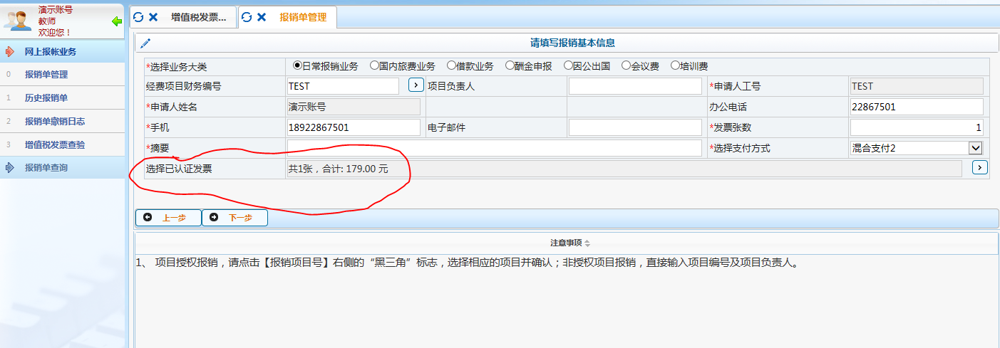 演示账号
教师
欢迎您！
网上报帐业务
0 报销单管理
1 历史报销单
2 报销单撤销日志
3 增值税发票查验
报销单查询
增值税发票... 报销单管理
请填写报销基本信息
*选择业务大类 日常报销业务 国内旅费业务 借款业务 酬金申报 因公出国 会议费 培训费
经费项目财务编号 TEST 项目负责人 *申请人工号 TEST
*申请人姓名 演示账号 办公电话 22867501
*手机 18922867501 电子邮件 *发票张数 1
*摘要 *选择支付方式 混合支付2
选择已认证发票 共1张，合计: 179.00 元
上一步 下一步
注意事项
1、 项目授权报销，请点击【报销项目号】右侧的“黑三角”标志，选择相应的项目并确认；非授权项目报销，直接输入项目编号及项目负责人。